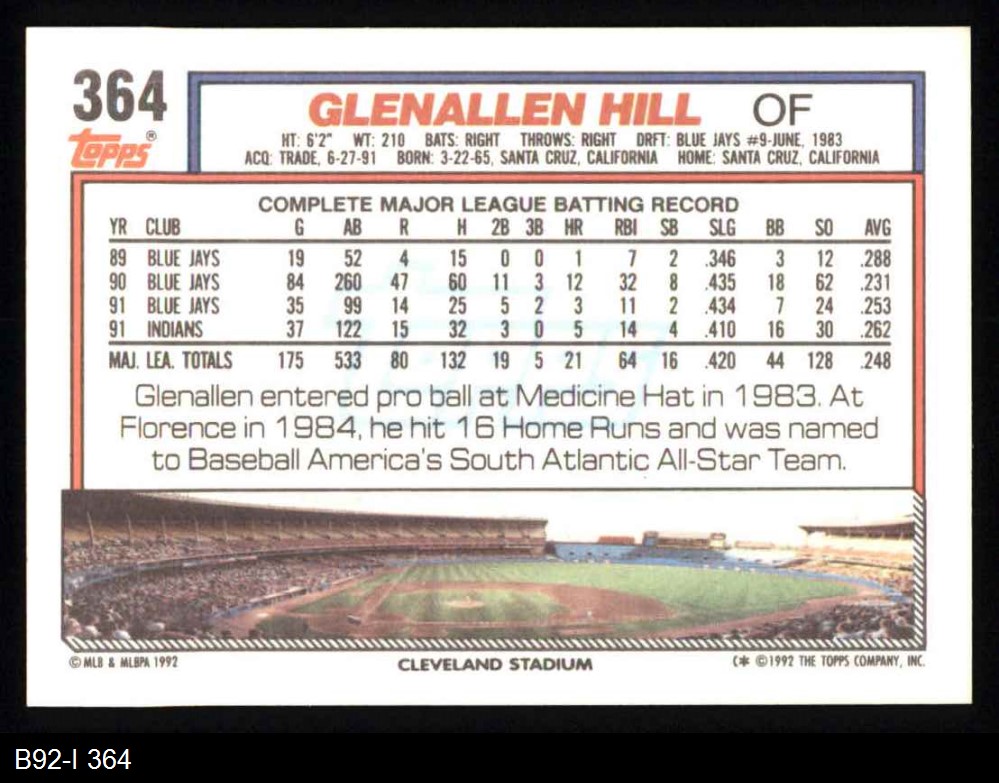 364
GLENALLEN HILL OF
topps®
HT: 6'2" WT: 210 BATS: RIGHT THROWS: RIGHT DRFT: BLUE JAYS #9-JUNE, 1983
ACQ: TRADE, 6-27-91 BORN: 3-22-65, SANTA CRUZ, CALIFORNIA HOME: SANTA CRUZ, CALIFORNIA
COMPLETE MAJOR LEAGUE BATTING RECORD
YR CLUB G AB R H 2B 3B HR RBI SB SLG BB SO AVG
89 BLUE JAYS 19 52 4 15 0 0 1 7 2 .346 3 12 .288
90 BLUE JAYS 84 260 47 60 11 3 12 32 8 .435 18 62 .231
91 BLUE JAYS 35 99 14 25 5 2 3 11 2 .434 7 24 .253
91 INDIANS 37 122 15 32 3 0 5 14 4 .410 16 30 .262
MAJ. LEA. TOTALS 175 533 80 132 19 5 21 64 16 .420 44 128 .248
Glenallen entered pro ball at Medicine Hat in 1983. At
Florence in 1984, he hit 16 Home Runs and was named
to Baseball America's South Atlantic All-Star Team.
© MLB & MLBPA 1992
CLEVELAND STADIUM
(✻ ©1992 THE TOPPS COMPANY, INC.
B92-I 364